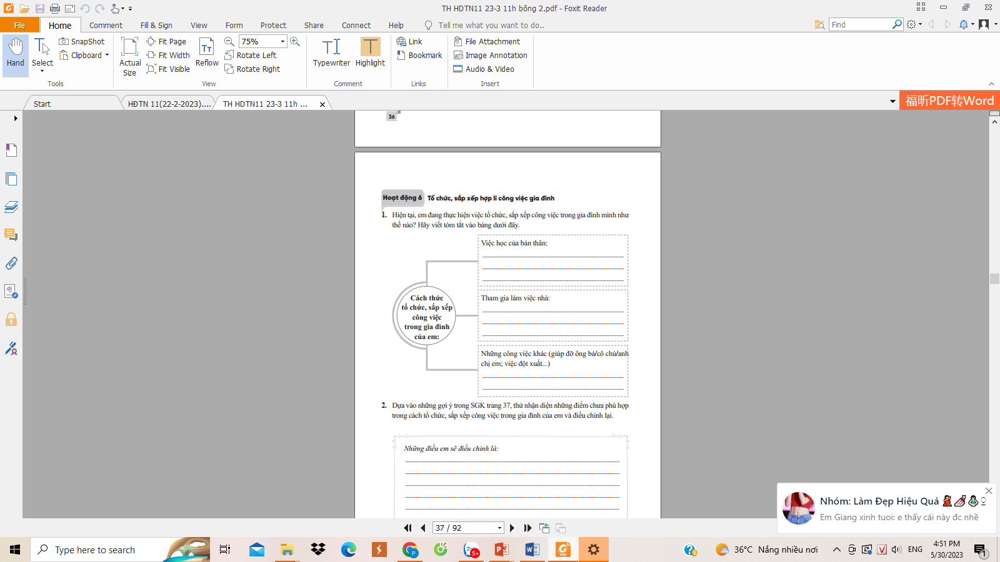 TH HDTN11 23-3 11h bông 2.pdf - Foxit Reader
File Home Comment Fill & Sign View Form Protect Share Connect Help Tell me what you want to do.. Find
Hand
Select
SnapShot
Clipboard
Tools
Actual Size
Fit Page
Fit Width
Fit Visible
Reflow
75%
Rotate Left
Rotate Right
View
Typewriter
Highlight
Comment
Link
Bookmark
Links
File Attachment
Image Annotation
Audio & Video
Insert
Start
HĐTN 11(22-2-2023)....
TH HDTN11 23-3 11h ...
福昕PDF转Word
36
Hoạt động 6 Tổ chức, sắp xếp hợp lí công việc gia đình
1. Hiện tại, em đang thực hiện việc tổ chức, sắp xếp công việc trong gia đình mình như
thế nào? Hãy viết tóm tắt vào bảng dưới đây.
Cách thức
tổ chức, sắp xếp
công việc
trong gia đình
của em:
Việc học của bản thân:
Tham gia làm việc nhà:
Những công việc khác (giúp đỡ ông bà/cô chú/anh
chị em; việc đột xuất...)
2. Dựa vào những gợi ý trong SGK trang 37, thử nhận diện những điểm chưa phù hợp
trong cách tổ chức, sắp xếp công việc trong gia đình của em và điều chỉnh lại.
Những điều em sẽ điều chỉnh là:
Nhóm: Làm Đẹp Hiệu Quả
Em Giang xinh tuoi: e thấy cái này đc nhề
37 / 92
Type here to search
5+
36°C Nắng nhiều nơi
ENG
4:51 PM
5/30/2023
1